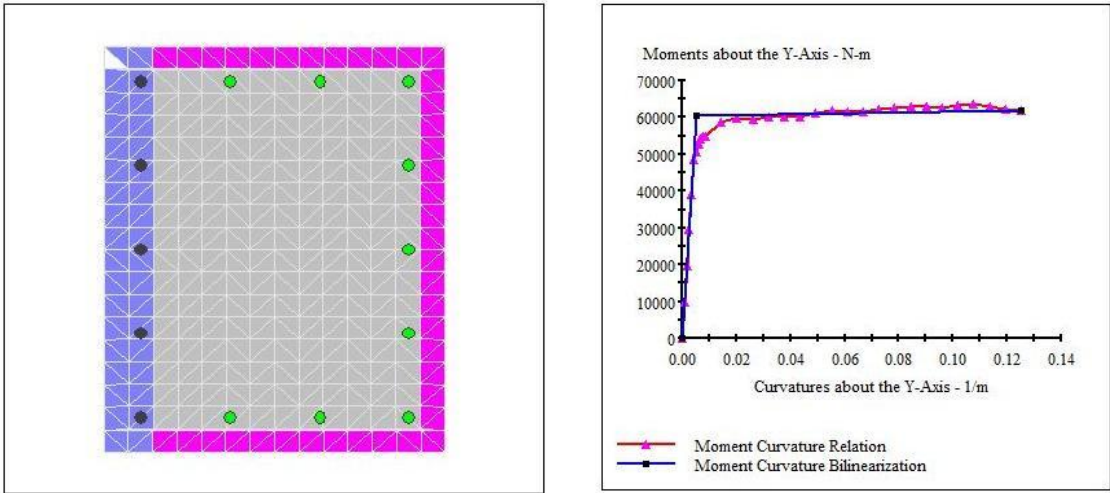 Moments about the Y-Axis - N-m
70000
60000
50000
40000
30000
20000
10000
0
0.00 0.02 0.04 0.06 0.08 0.10 0.12 0.14
Curvatures about the Y-Axis - 1/m
Moment Curvature Relation
Moment Curvature Bilinearization